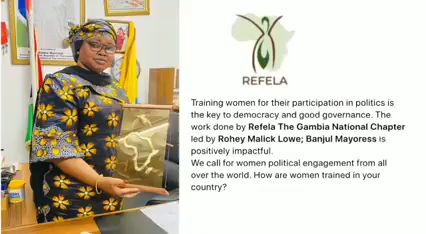 REFELA
Training women for their participation in politics is
the key to democracy and good governance. The
work done by Refela The Gambia National Chapter
led by Rohey Malick Lowe; Banjul Mayoress is
positively impactful.
We call for women political engagement from all
over the world. How are women trained in your
country?